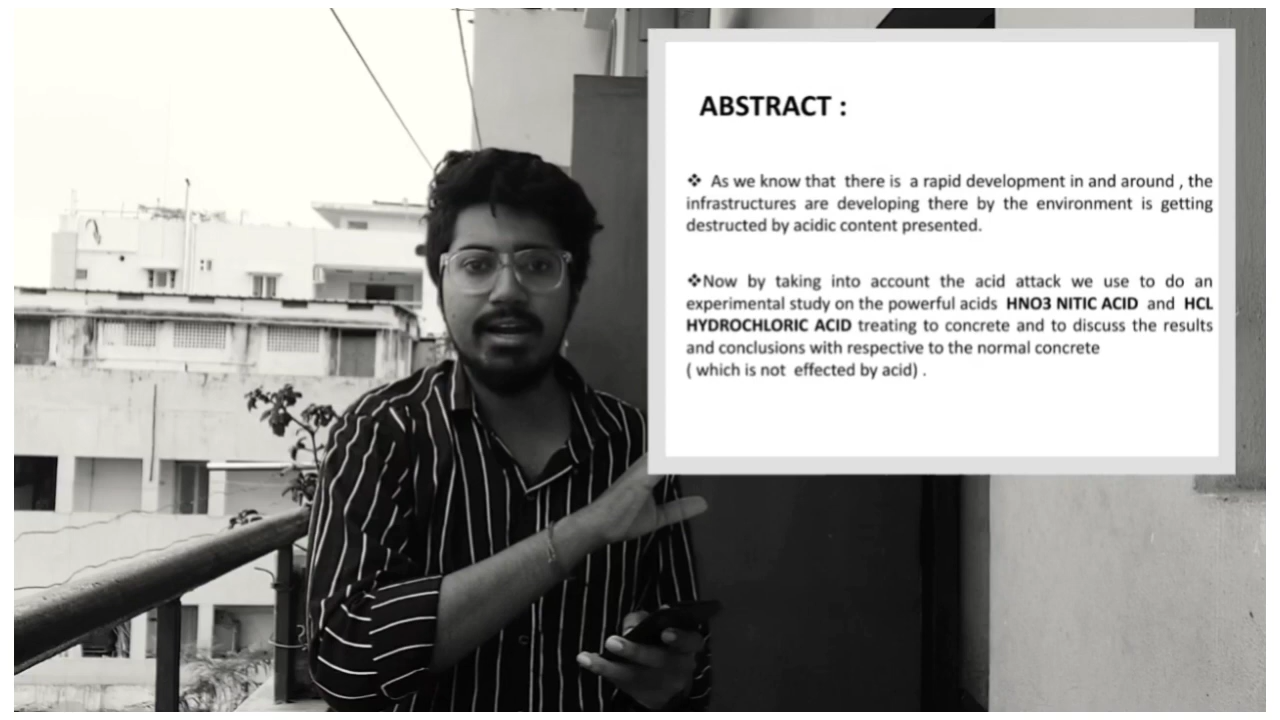 ABSTRACT :
❖ As we know that there is a rapid development in and around , the
infrastructures are developing there by the environment is getting
destructed by acidic content presented.
❖Now by taking into account the acid attack we use to do an
experimental study on the powerful acids HNO3 NITIC ACID and HCL
HYDROCHLORIC ACID treating to concrete and to discuss the results
and conclusions with respective to the normal concrete
( which is not effected by acid) .